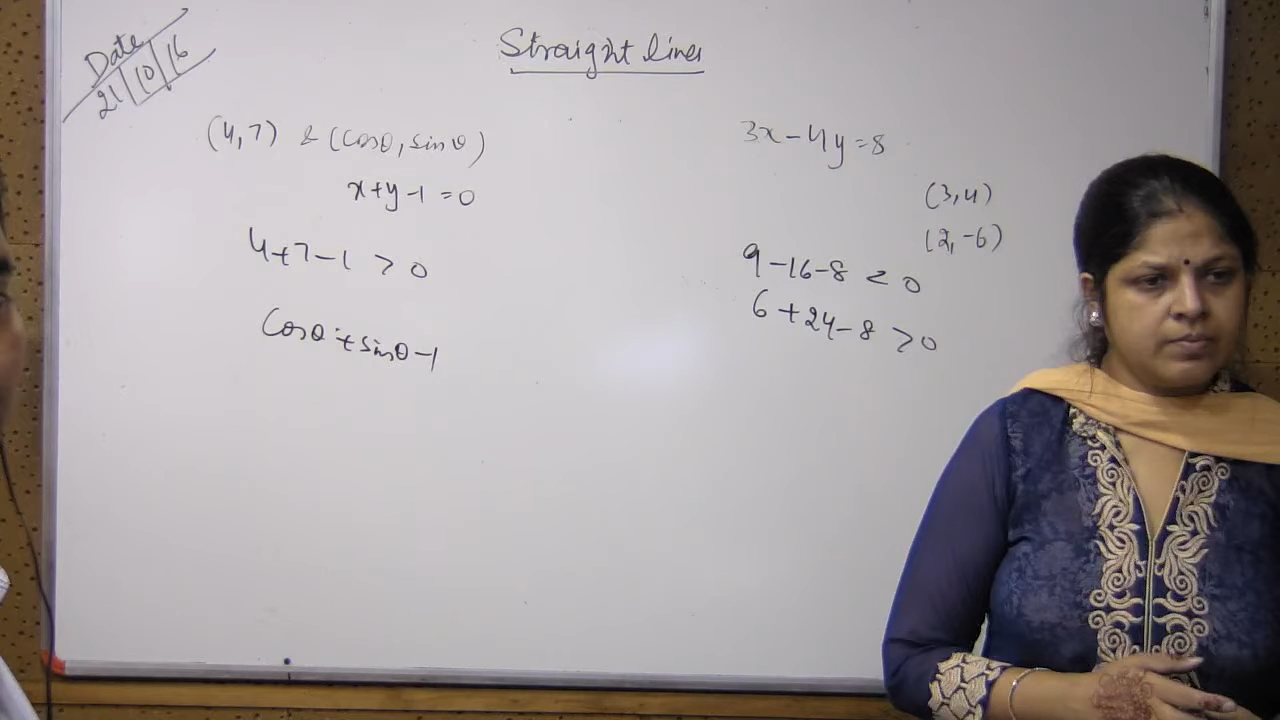 Date
21/10/16
Straight lines
(4,7) & (cosθ, sinθ)
x+y-1=0
4+7-1 > 0
Cosθ + sinθ-1
3x-4y=8
(3,4)
(2,-6)
9-16-8 < 0
6+24-8 >0